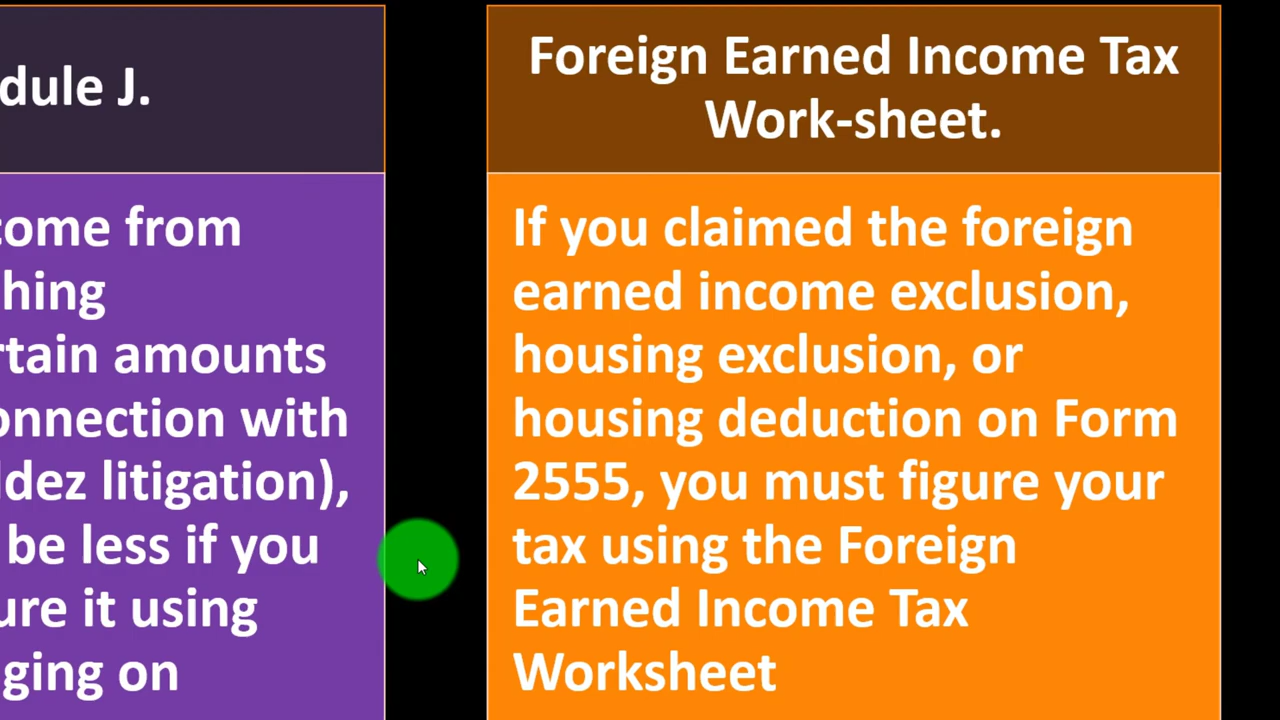 dule J.
come from
hing
rtain amounts
onnection with
ldez litigation),
be less if you
ure it using
ging on
Foreign Earned Income Tax
Work-sheet.
If you claimed the foreign
earned income exclusion,
housing exclusion, or
housing deduction on Form
2555, you must figure your
tax using the Foreign
Earned Income Tax
Worksheet